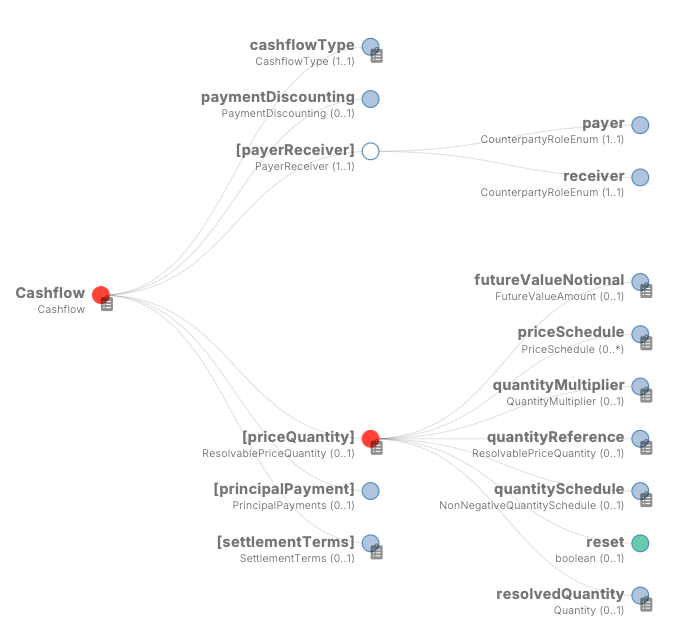 cashflowType
CashflowType (1..1)
paymentDiscounting
PaymentDiscounting (0..1)
[payerReceiver]
PayerReceiver (1..1)
payer
CounterpartyRoleEnum (1..1)
receiver
CounterpartyRoleEnum (1..1)
Cashflow
Cashflow
futureValueNotional
FutureValueAmount (0..1)
priceSchedule
PriceSchedule (0..*)
quantityMultiplier
QuantityMultiplier (0..1)
[priceQuantity]
ResolvablePriceQuantity (0..1)
quantityReference
ResolvablePriceQuantity (0..1)
[principalPayment]
PrincipalPayments (0..1)
quantitySchedule
NonNegativeQuantitySchedule (0..1)
[settlementTerms]
SettlementTerms (0..1)
reset
boolean (0..1)
resolvedQuantity
Quantity (0..1)